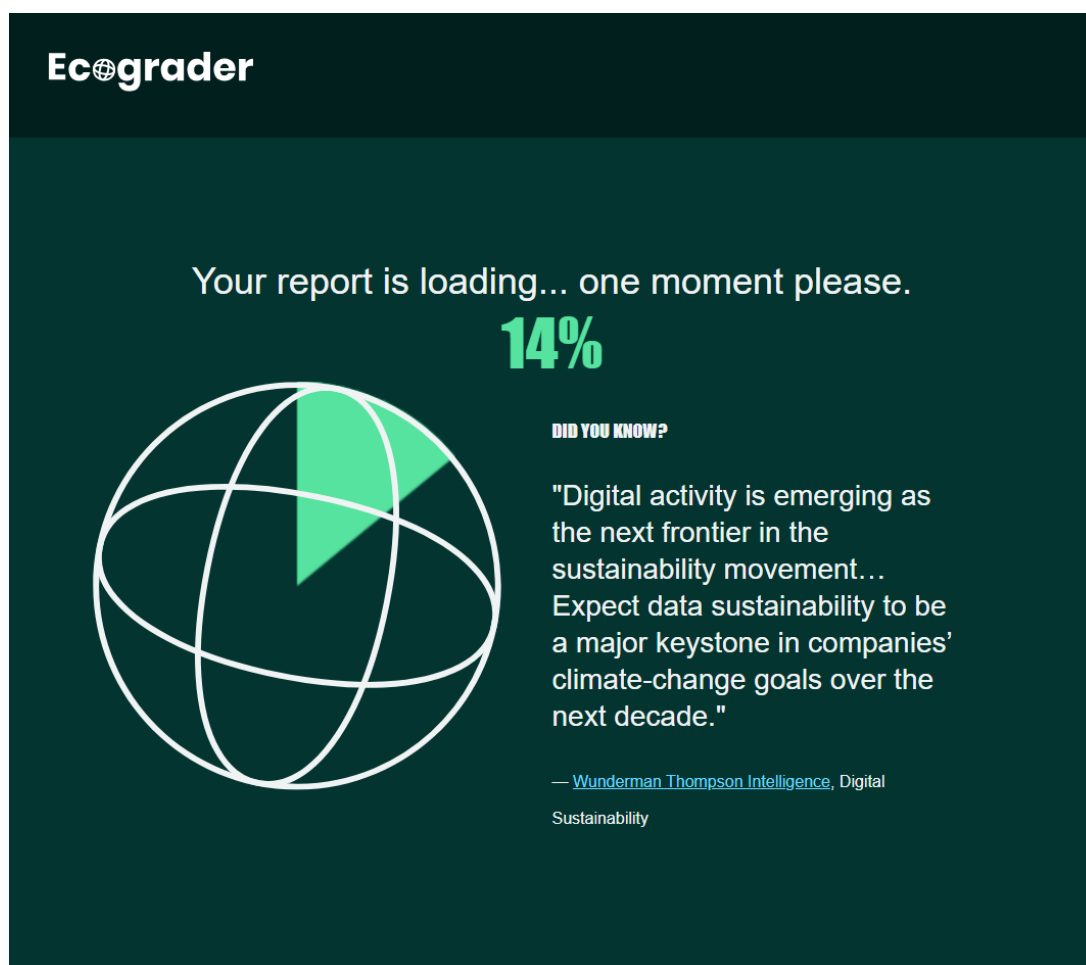 Ecograder
Your report is loading... one moment please.
14%
DID YOU KNOW?
"Digital activity is emerging as
the next frontier in the
sustainability movement…
Expect data sustainability to be
a major keystone in companies’
climate-change goals over the
next decade."
— Wunderman Thompson Intelligence, Digital
Sustainability